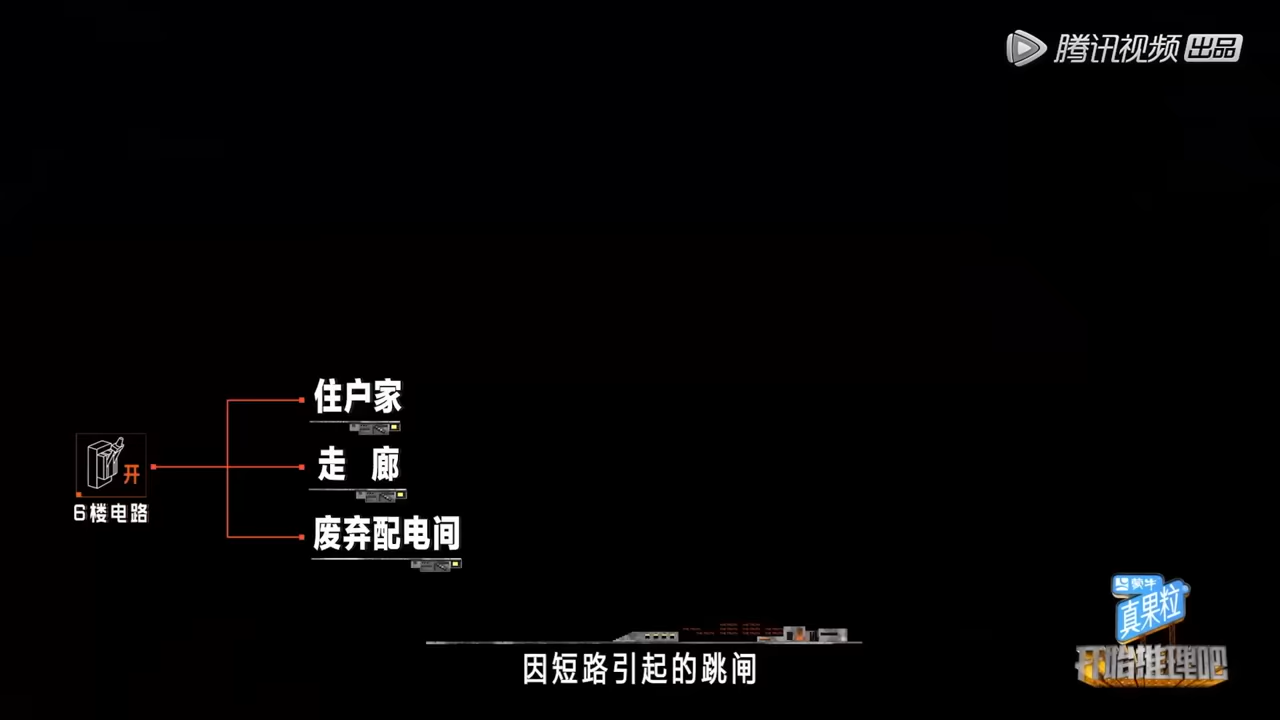 腾讯视频 出品
住户家
走 廊
开
6楼电路
废弃配电间
因短路引起的跳闸
蒙牛
真果粒
开始推理吧